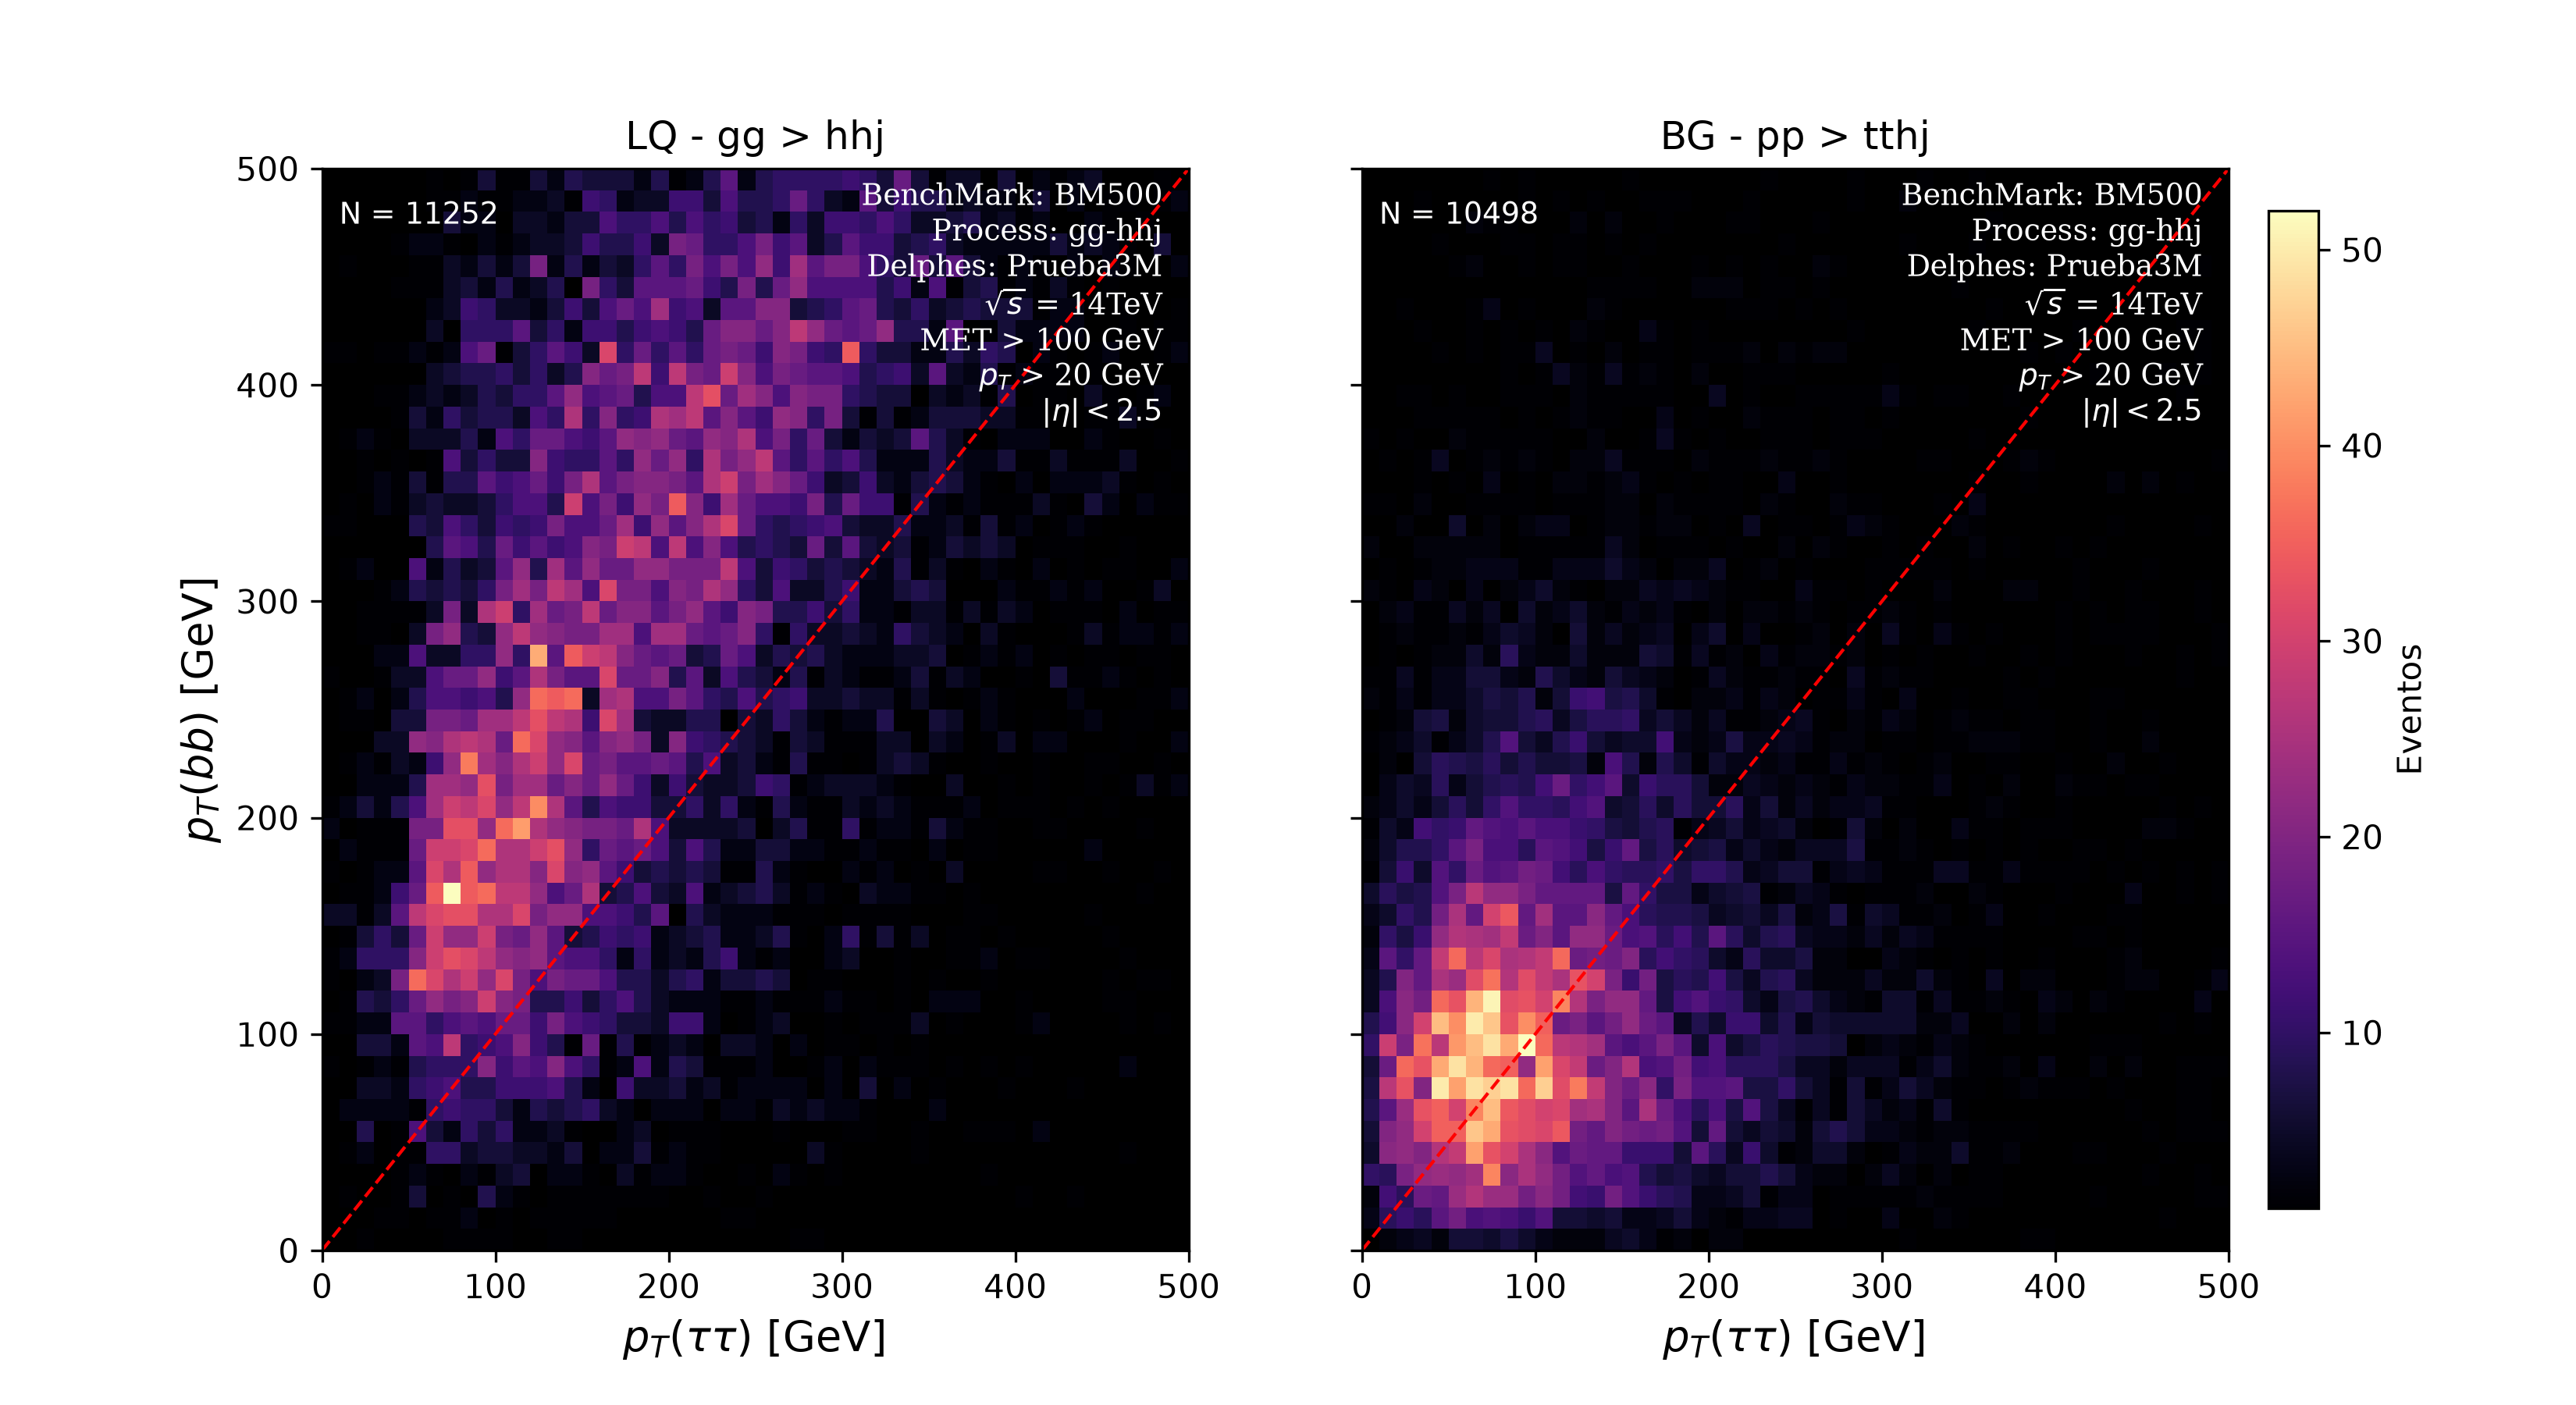 LQ - gg > hhj
N = 11252
BenchMark: BM500
Process: gg-hhj
Delphes: Prueba3M
√s = 14TeV
MET > 100 GeV
p_T > 20 GeV
|η| < 2.5
500
400
300
200
100
0
p_T(bb) [GeV]
0 100 200 300 400 500
p_T(ττ) [GeV]
BG - pp > tthj
N = 10498
BenchMark: BM500
Process: gg-hhj
Delphes: Prueba3M
√s = 14TeV
MET > 100 GeV
p_T > 20 GeV
|η| < 2.5
0 100 200 300 400 500
p_T(ττ) [GeV]
50
40
30
20
10
Eventos